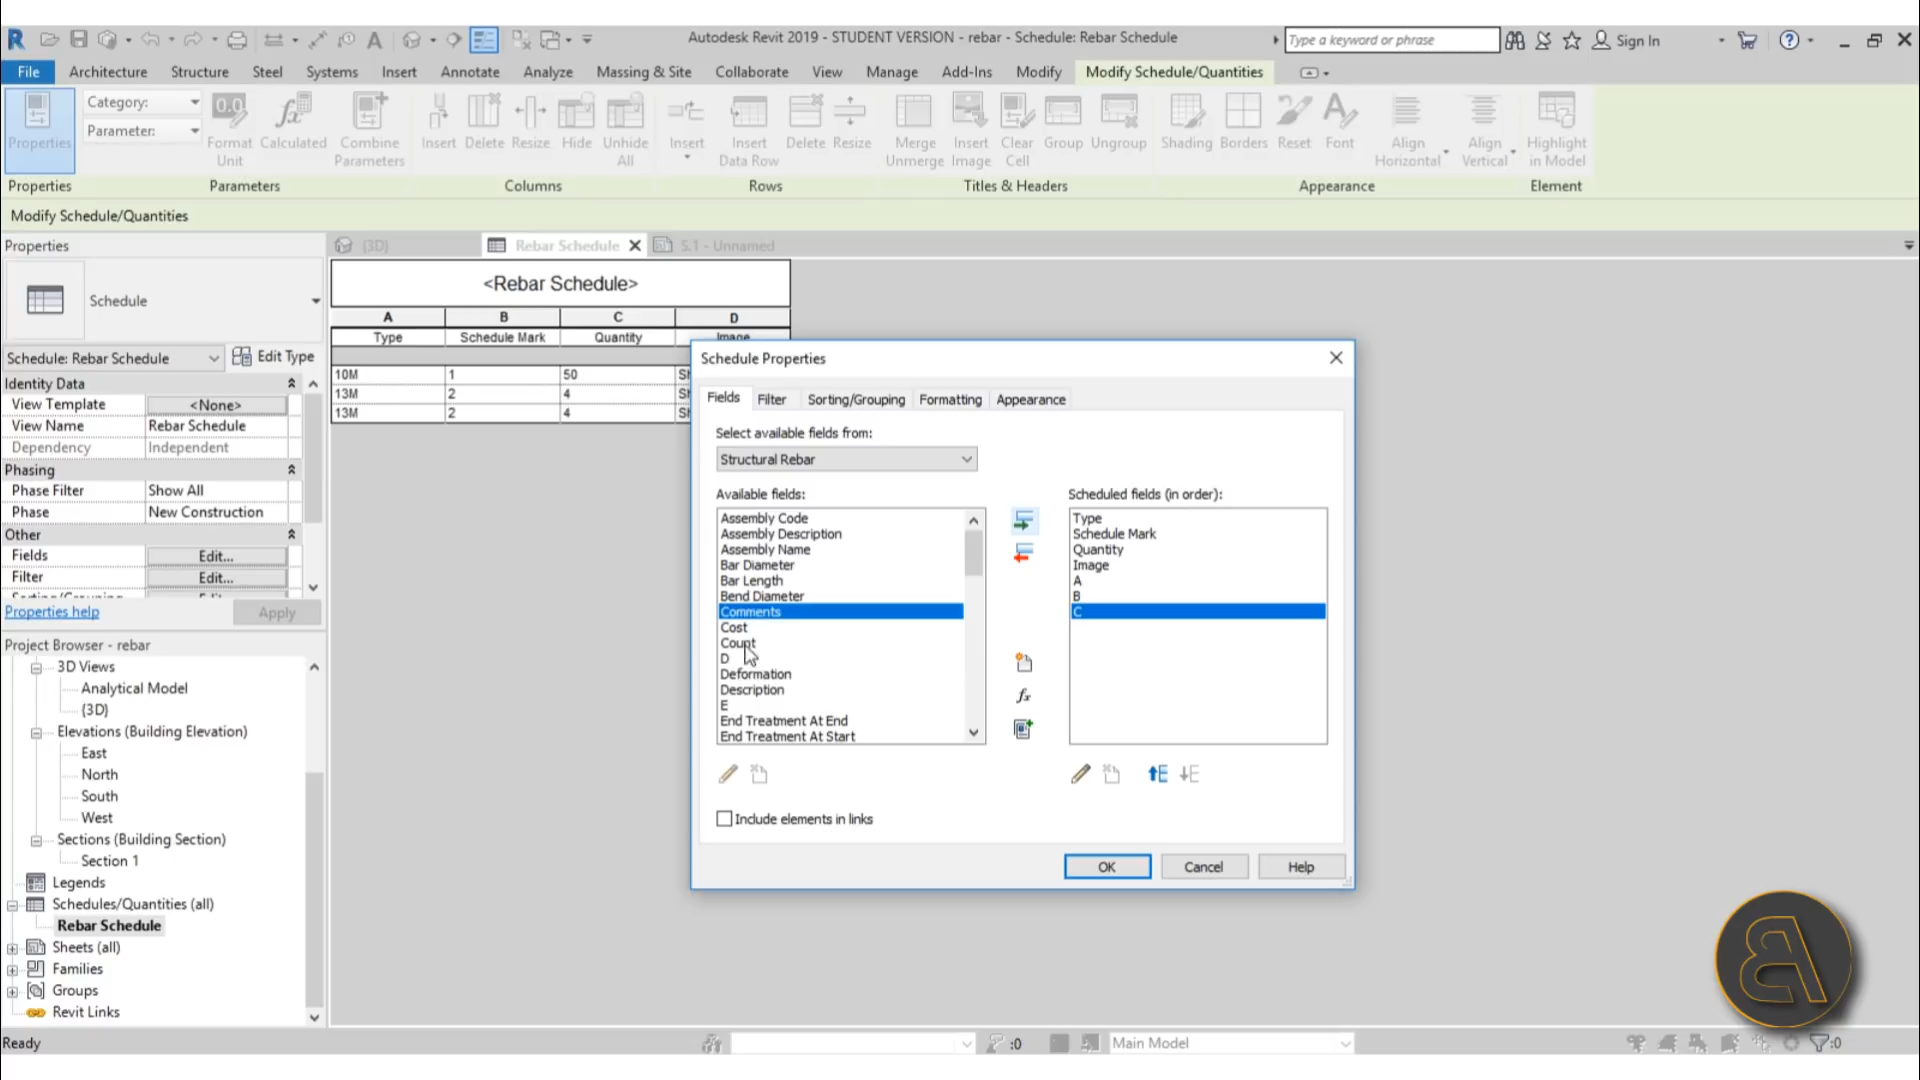 Autodesk Revit 2019 - STUDENT VERSION - rebar - Schedule: Rebar Schedule
Type a keyword or phrase
Sign In
File Architecture Structure Steel Systems Insert Annotate Analyze Massing & Site Collaborate View Manage Add-Ins Modify Modify Schedule/Quantities
Properties
Category:
Parameter:
Format Unit
Calculated
Combine Parameters
Insert
Delete
Resize
Hide
Unhide All
Insert
Insert Data Row
Delete
Resize
Merge Unmerge
Insert Image
Clear Cell
Group
Ungroup
Shading
Borders
Reset
Font
Align Horizontal
Align Vertical
Highlight in Model
Properties Parameters Columns Rows Titles & Headers Appearance Element
Modify Schedule/Quantities
Properties
{3D}
Rebar Schedule
S.1 - Unnamed
Schedule
Schedule: Rebar Schedule
Edit Type
Identity Data
View Template <None>
View Name Rebar Schedule
Dependency Independent
Phasing
Phase Filter Show All
Phase New Construction
Other
Fields Edit...
Filter Edit...
Properties help
Apply
Project Browser - rebar
3D Views
Analytical Model
{3D}
Elevations (Building Elevation)
East
North
South
West
Sections (Building Section)
Section 1
Legends
Schedules/Quantities (all)
Rebar Schedule
Sheets (all)
Families
Groups
Revit Links
<Rebar Schedule>
A B C D
Type Schedule Mark Quantity Image
10M 1 50
13M 2 4
13M 2 4
Schedule Properties
Fields Filter Sorting/Grouping Formatting Appearance
Select available fields from:
Structural Rebar
Available fields:
Assembly Code
Assembly Description
Assembly Name
Bar Diameter
Bar Length
Bend Diameter
Comments
Cost
Count
D
Deformation
Description
E
End Treatment At End
End Treatment At Start
fx
Scheduled fields (in order):
Type
Schedule Mark
Quantity
Image
A
B
C
Include elements in links
OK
Cancel
Help
Ready
:0
Main Model
:0